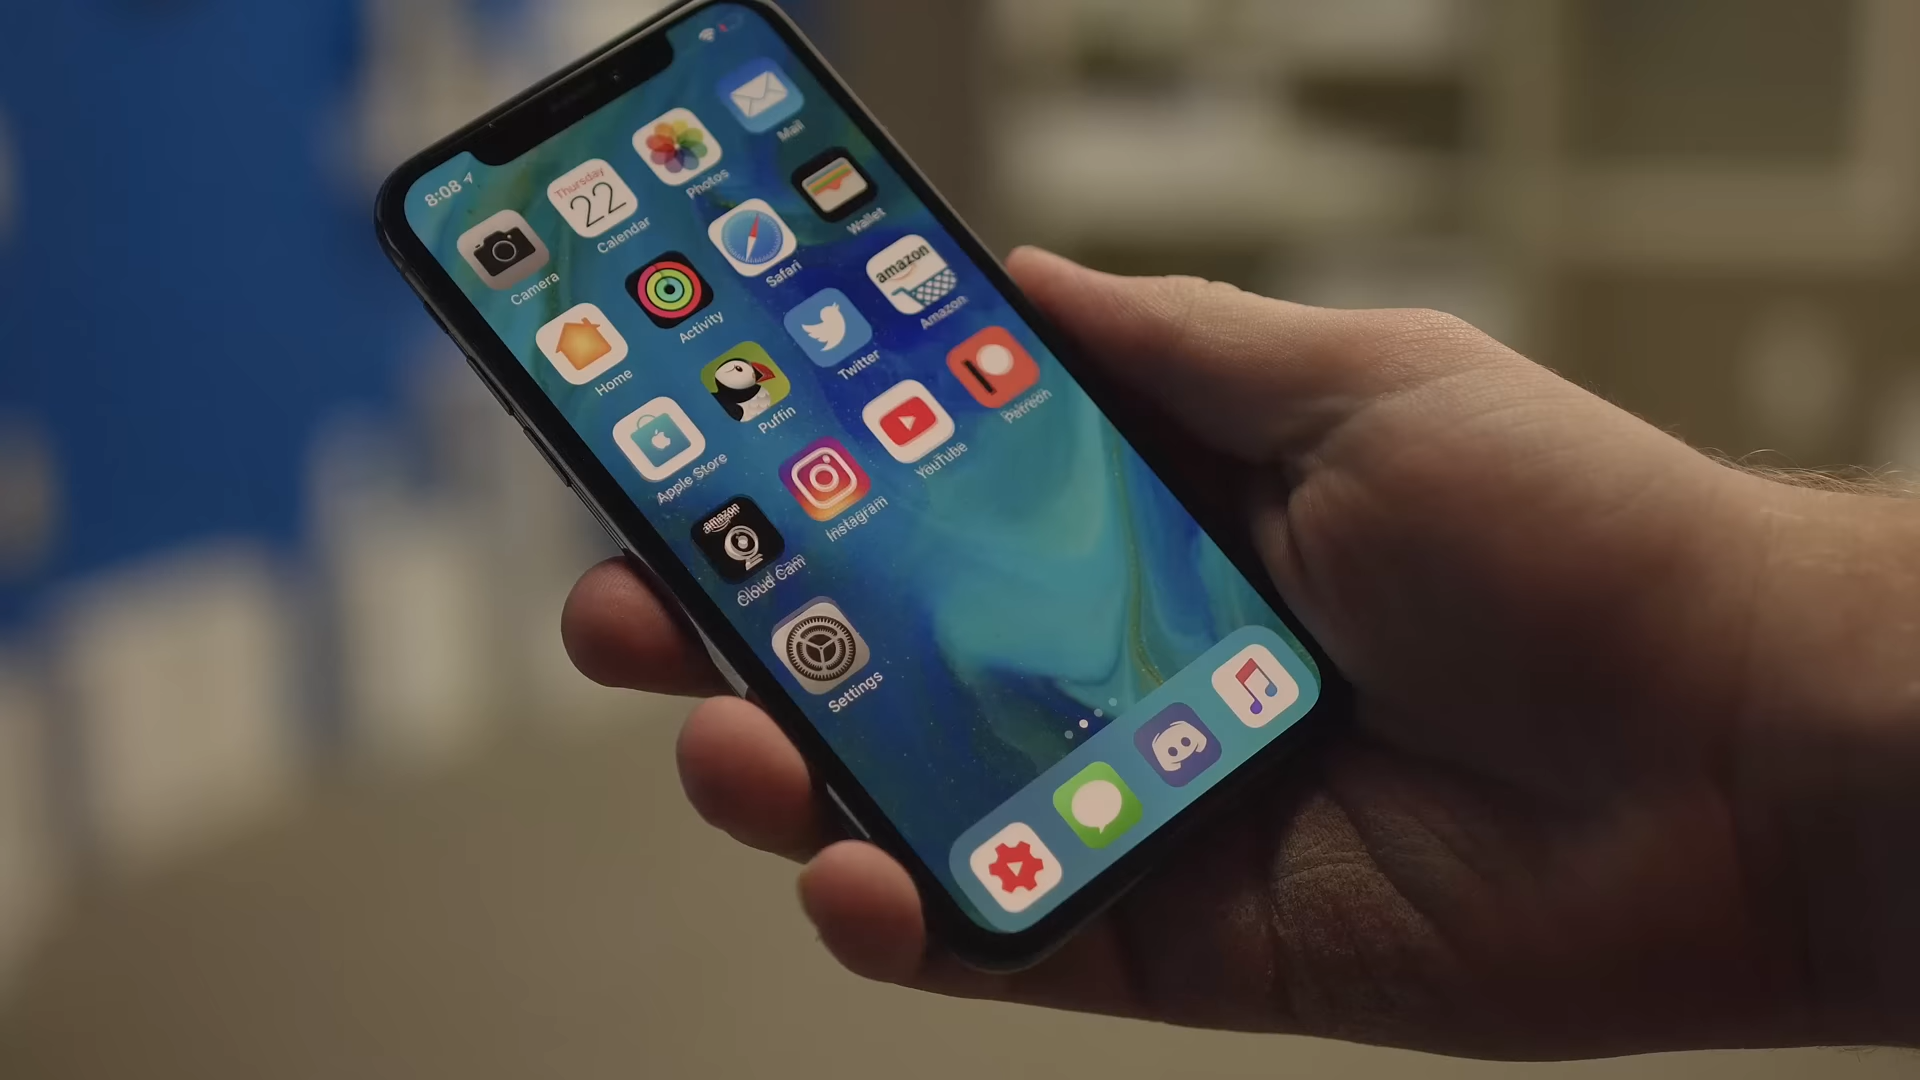 8:08
Thursday
22
Camera
Calendar
Photos
Mail
Home
Activity
Safari
Wallet
Apple Store
Puffin
Twitter
amazon
Amazon
amazon
Cloud Cam
Instagram
YouTube
Patreon
Settings